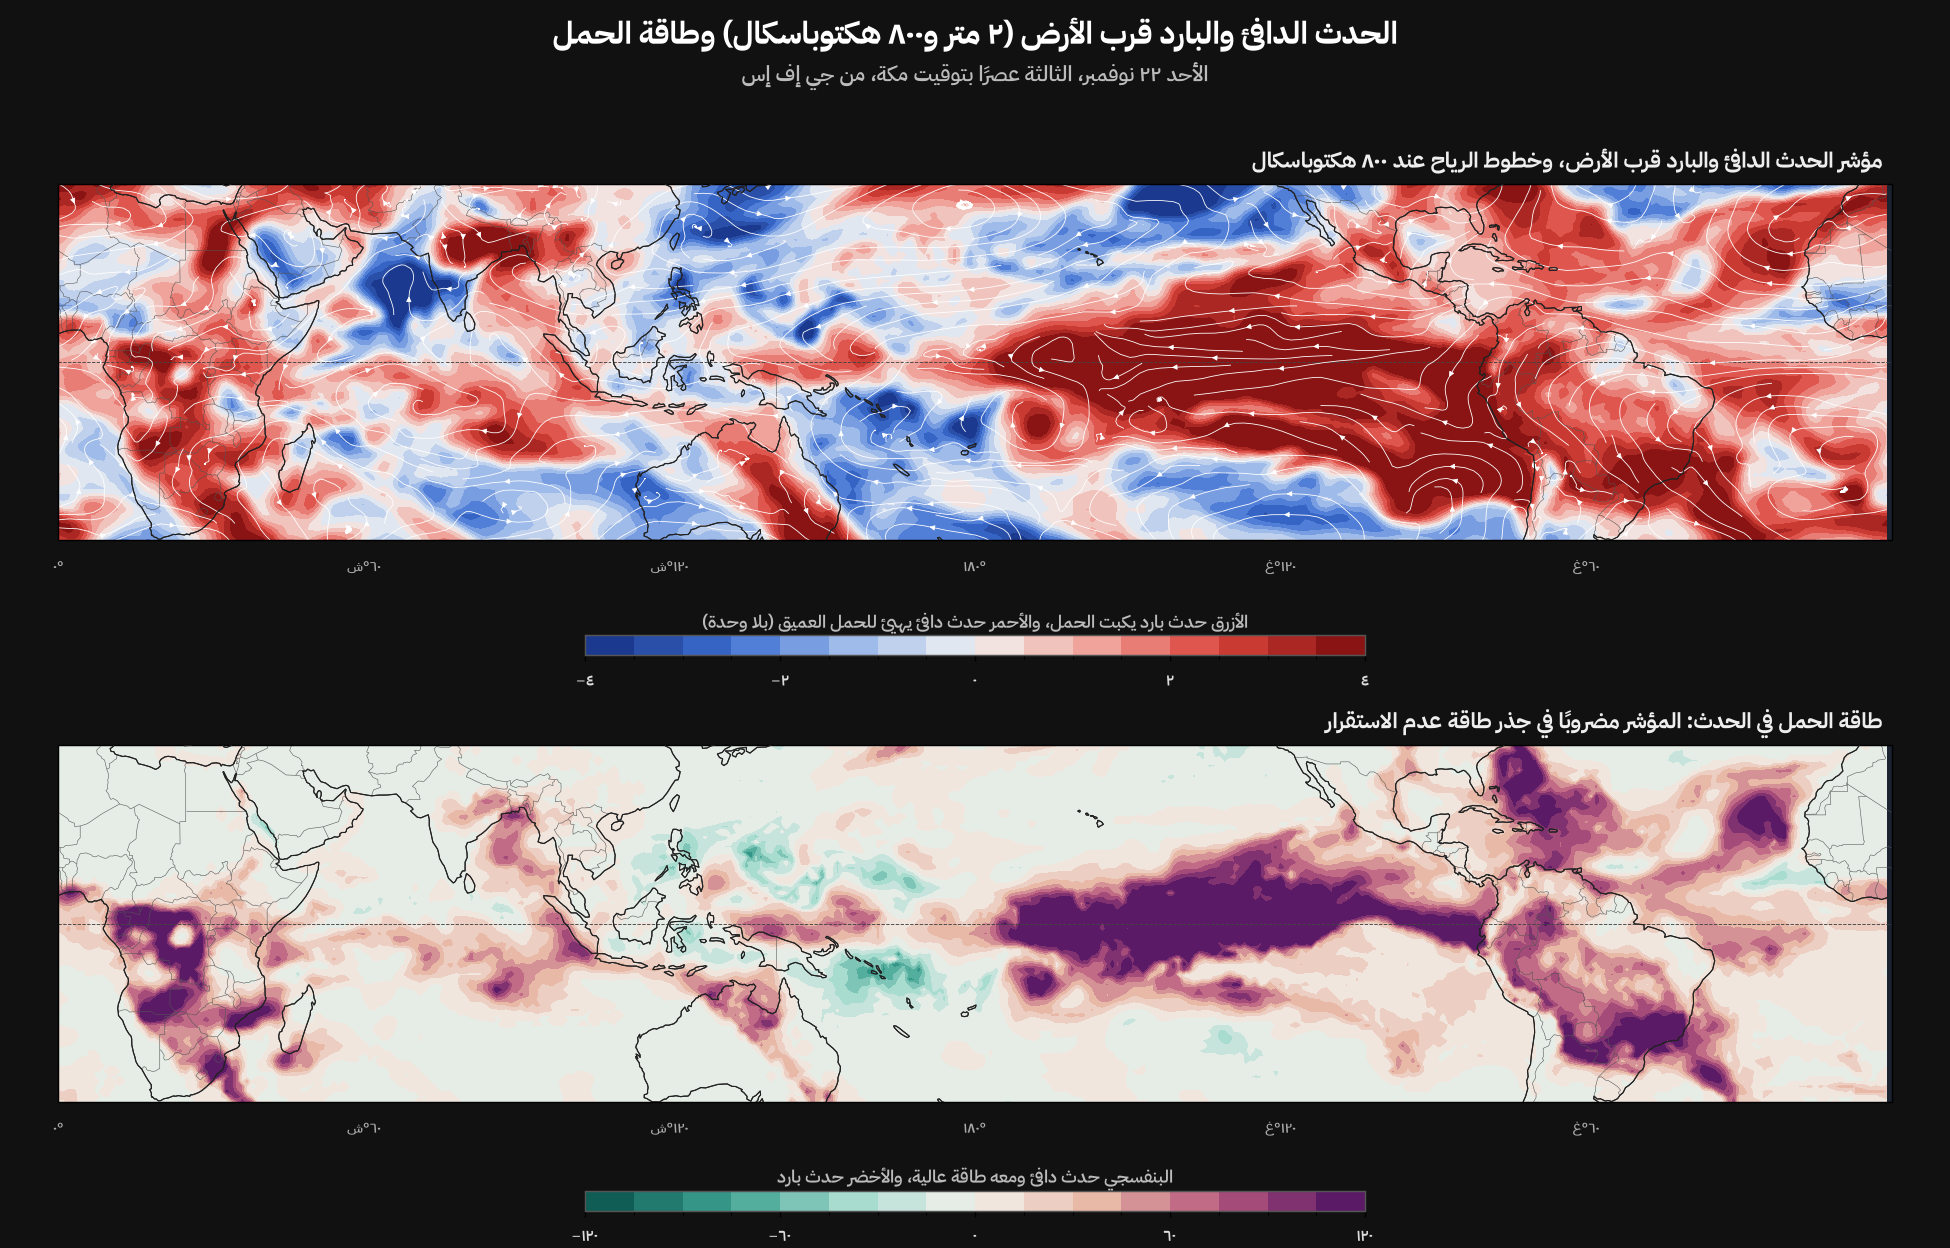 الحدث الدافئ والبارد قرب الأرض (٢ متر و٨٠٠ هكتوباسكال) وطاقة الحمل
الأحد ٢٢ نوفمبر، الثالثة عصرًا بتوقيت مكة، من جي إف إس
مؤشر الحدث الدافئ والبارد قرب الأرض، وخطوط الرياح عند ٨٠٠ هكتوباسكال
٠° ٦٠°ش ١٢٠°ش ١٨٠° ١٢٠°غ ٦٠°غ
الأزرق حدث بارد يكبت الحمل، والأحمر حدث دافئ يهيئ للحمل العميق (بلا وحدة)
−٤ −٢ ٠ ٢ ٤
طاقة الحمل في الحدث: المؤشر مضروبًا في جذر طاقة عدم الاستقرار
٠° ٦٠°ش ١٢٠°ش ١٨٠° ١٢٠°غ ٦٠°غ
البنفسجي حدث دافئ ومعه طاقة عالية، والأخضر حدث بارد
−١٢٠ −٦٠ ٠ ٦٠ ١٢٠